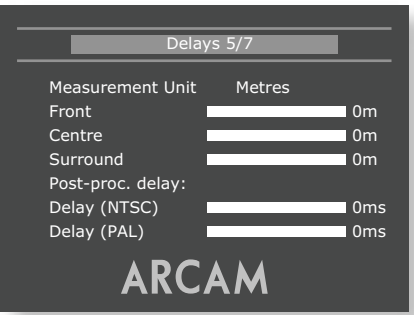 Delays 5/7
Measurement Unit Metres
Front 0m
Centre 0m
Surround 0m
Post-proc. delay:
Delay (NTSC) 0ms
Delay (PAL) 0ms
ARCAM